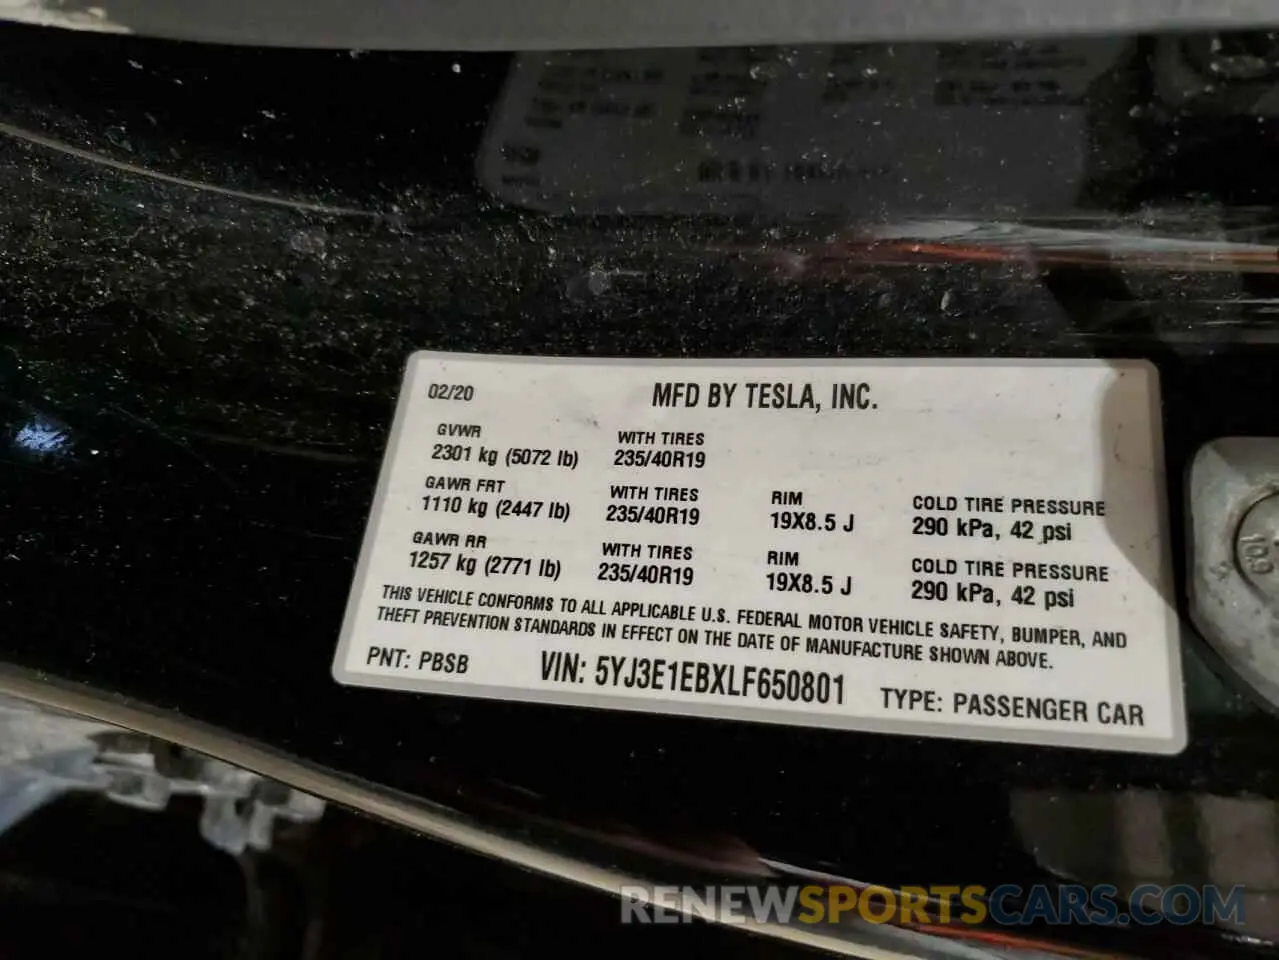 02/20 MFD BY TESLA, INC.
GVWR WITH TIRES
2301 kg (5072 lb) 235/40R19
GAWR FRT WITH TIRES RIM COLD TIRE PRESSURE
1110 kg (2447 lb) 235/40R19 19X8.5 J 290 kPa, 42 psi
GAWR RR WITH TIRES RIM COLD TIRE PRESSURE
1257 kg (2771 lb) 235/40R19 19X8.5 J 290 kPa, 42 psi
THIS VEHICLE CONFORMS TO ALL APPLICABLE U.S. FEDERAL MOTOR VEHICLE SAFETY, BUMPER, AND
THEFT PREVENTION STANDARDS IN EFFECT ON THE DATE OF MANUFACTURE SHOWN ABOVE.
PNT: PBSB VIN: 5YJ3E1EBXLF650801 TYPE: PASSENGER CAR
10.9
RENEWSPORTSCARS.COM